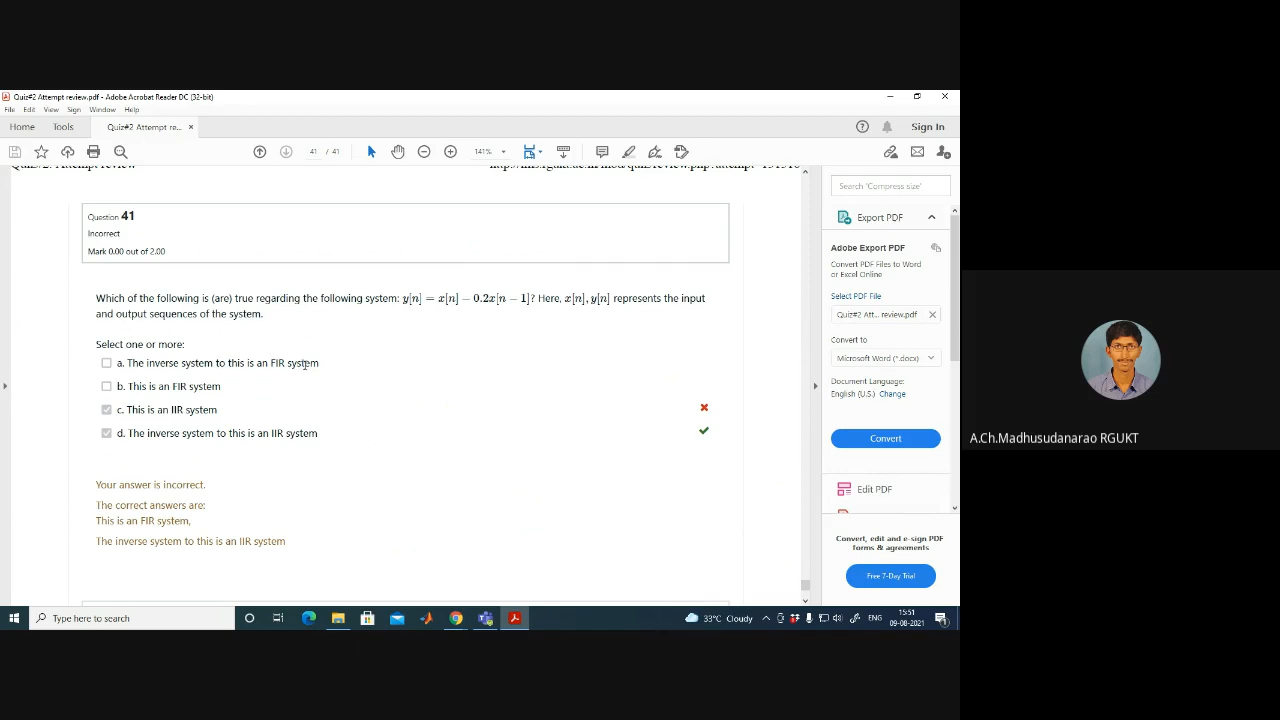 Quiz#2 Attempt review.pdf - Adobe Acrobat Reader DC (32-bit)
File Edit View Sign Window Help
Home Tools Quiz#2 Attempt re... × Sign In
41 / 41 141%
Quiz#2: Attempt review
Question 41
Incorrect
Mark 0.00 out of 2.00
Which of the following is (are) true regarding the following system: y[n] = x[n] − 0.2x[n − 1]? Here, x[n], y[n] represents the input
and output sequences of the system.
Select one or more:
a. The inverse system to this is an FIR system
b. This is an FIR system
c. This is an IIR system
d. The inverse system to this is an IIR system
Your answer is incorrect.
The correct answers are:
This is an FIR system,
The inverse system to this is an IIR system
Search 'Compress size'
Export PDF
Adobe Export PDF
Convert PDF Files to Word
or Excel Online
Select PDF File
Quiz#2 Att... review.pdf
Convert to
Microsoft Word (*.docx)
Document Language:
English (U.S.) Change
Convert
Edit PDF
Convert, edit and e-sign PDF
forms & agreements
Free 7-Day Trial
Type here to search
33°C Cloudy
ENG
15:51
09-08-2021
A.Ch.Madhusudanarao RGUKT